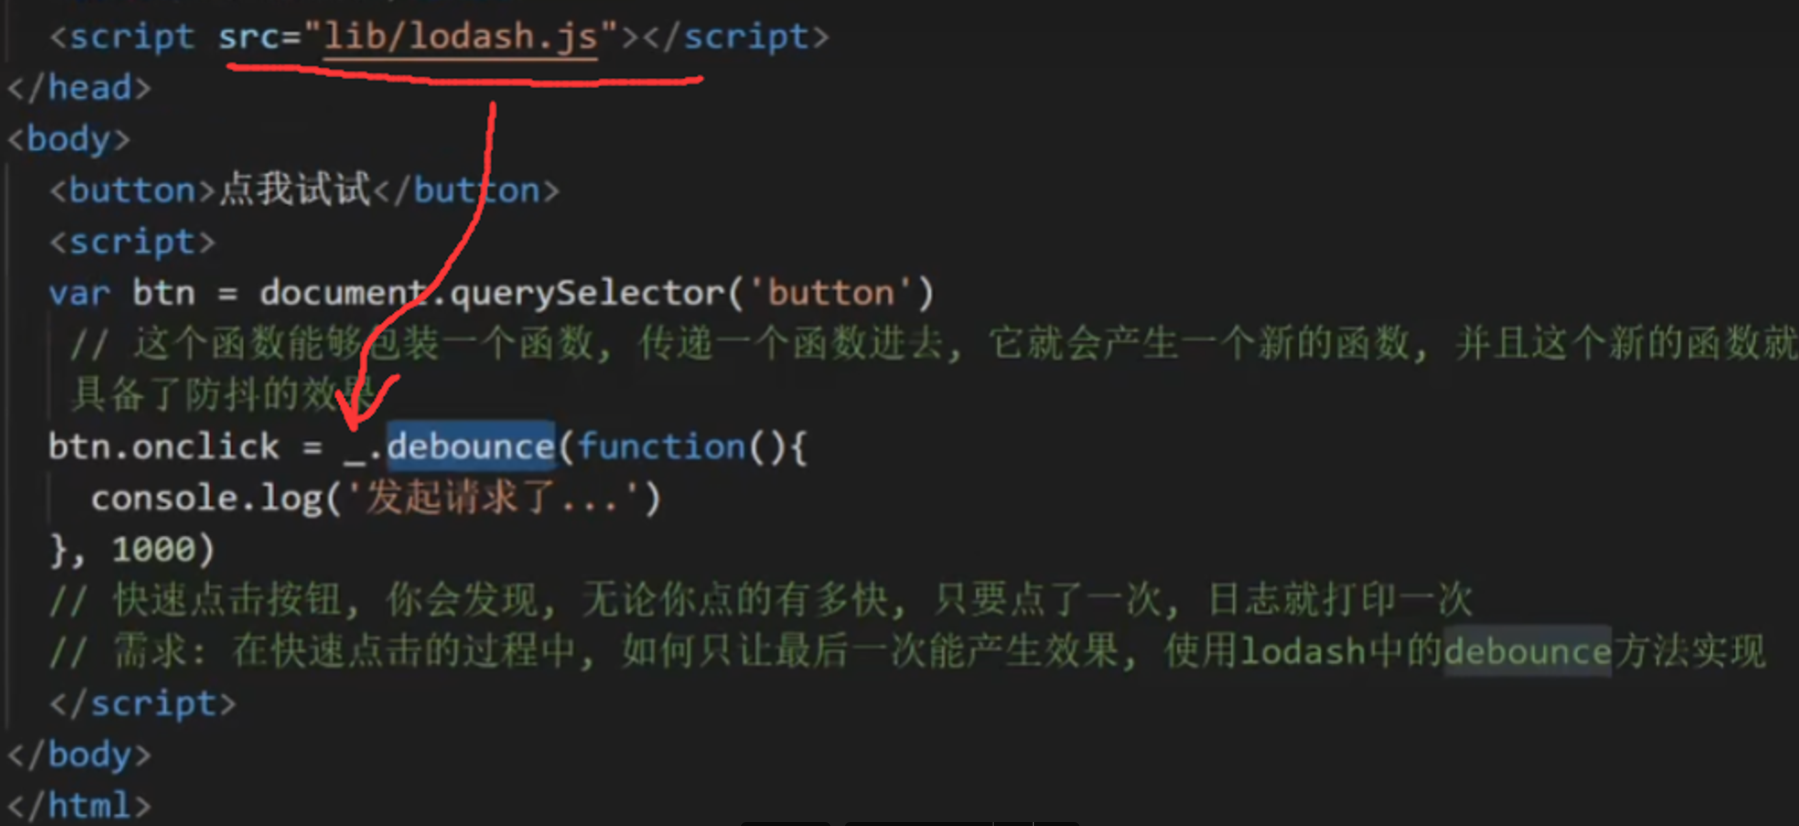 <script src="lib/lodash.js"></script>
</head>
<body>
<button>点我试试</button>
<script>
var btn = document.querySelector('button')
// 这个函数能够包装一个函数, 传递一个函数进去, 它就会产生一个新的函数, 并且这个新的函数就
具备了防抖的效果
btn.onclick = _.debounce(function(){
console.log('发起请求了...')
}, 1000)
// 快速点击按钮, 你会发现, 无论你点的有多快, 只要点了一次, 日志就打印一次
// 需求: 在快速点击的过程中, 如何只让最后一次能产生效果, 使用lodash中的debounce方法实现
</script>
</body>
</html>